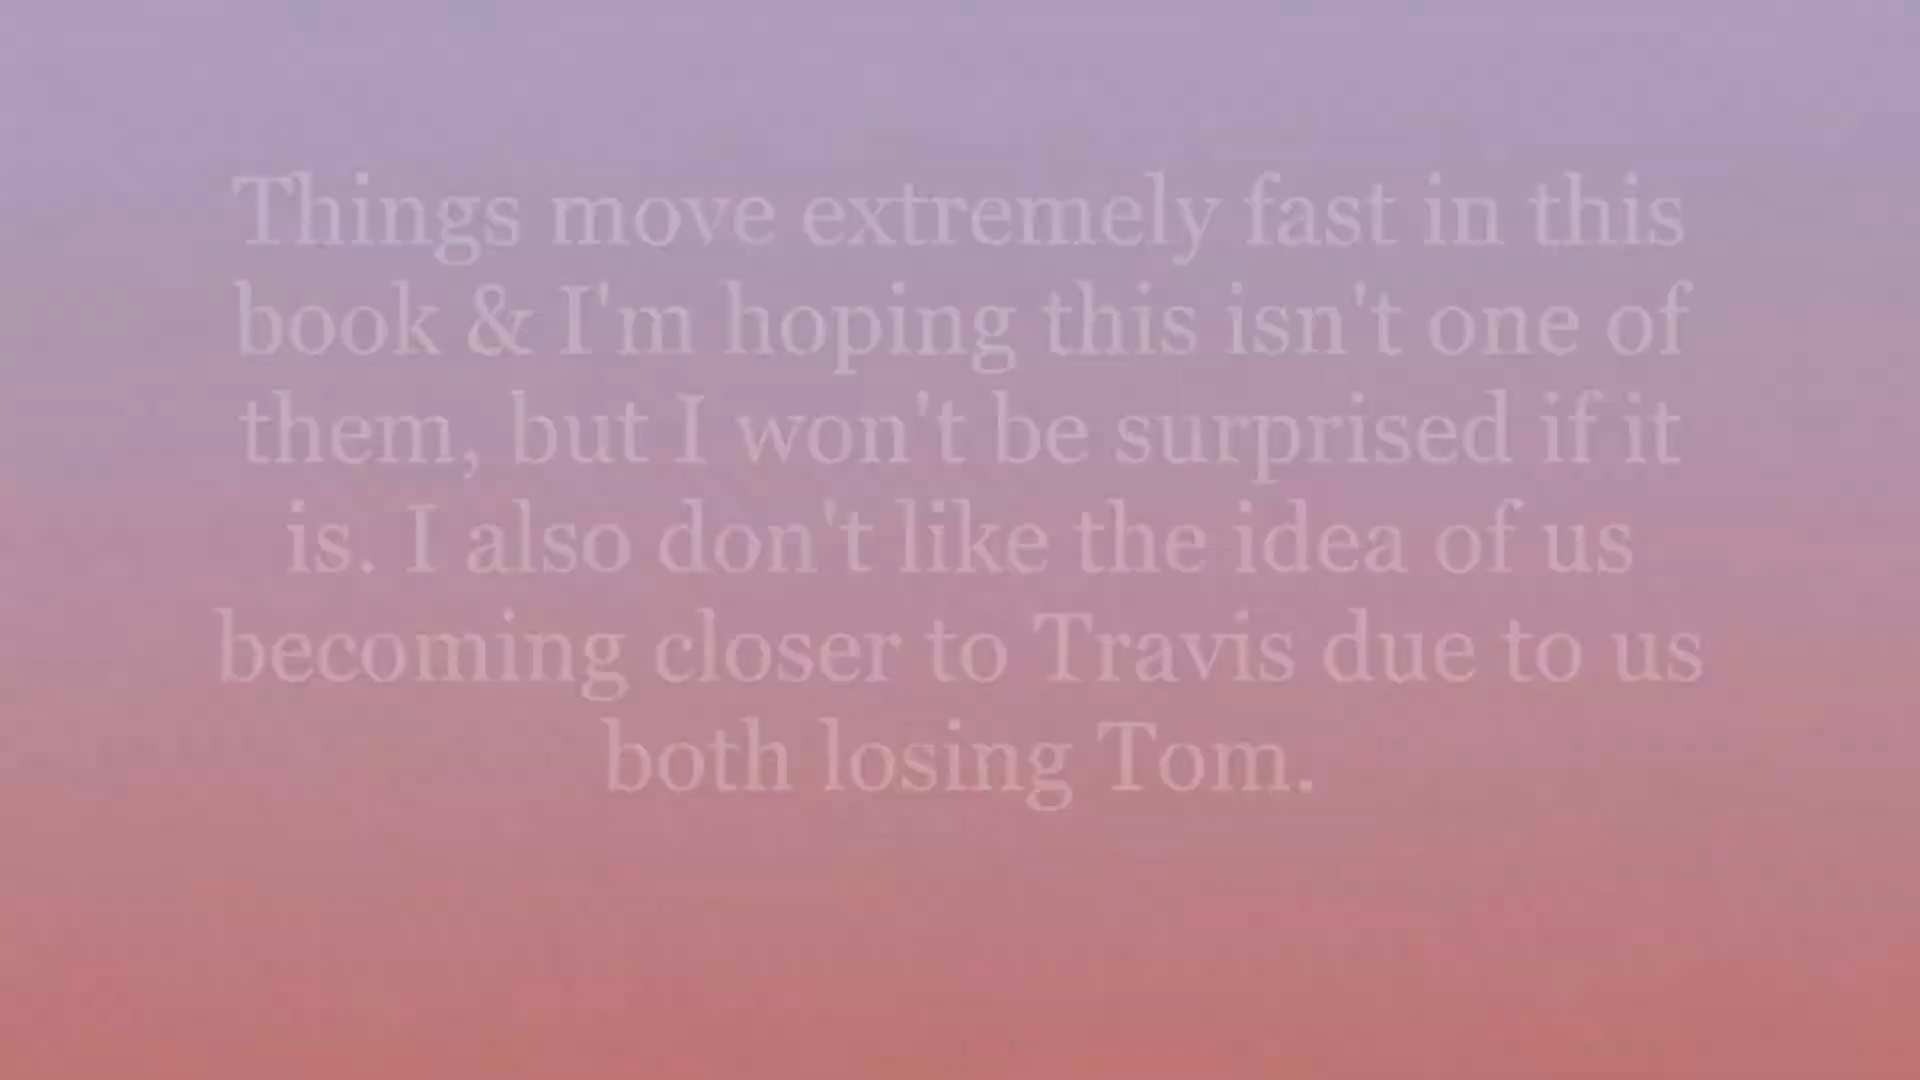 Things move extremely fast in this
book & I'm hoping this isn't one of
them, but I won't be surprised if it
is. I also don't like the idea of us
becoming closer to Travis due to us
both losing Tom.